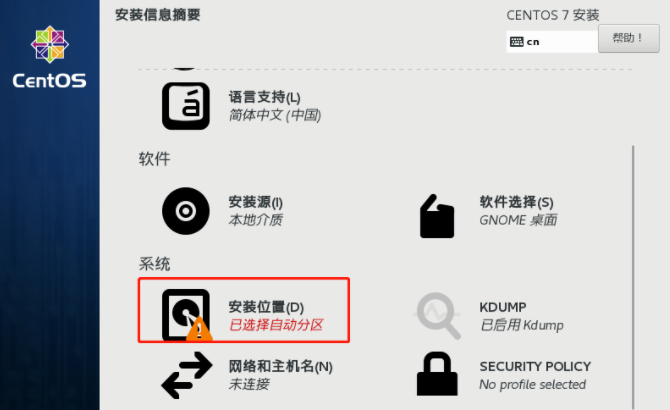 安装信息摘要
CENTOS 7 安装
cn
帮助！
CentOS
语言支持(L)
简体中文 (中国)
软件
安装源(I)
本地介质
软件选择(S)
GNOME 桌面
系统
安装位置(D)
已选择自动分区
KDUMP
已启用 Kdump
网络和主机名(N)
未连接
SECURITY POLICY
No profile selected